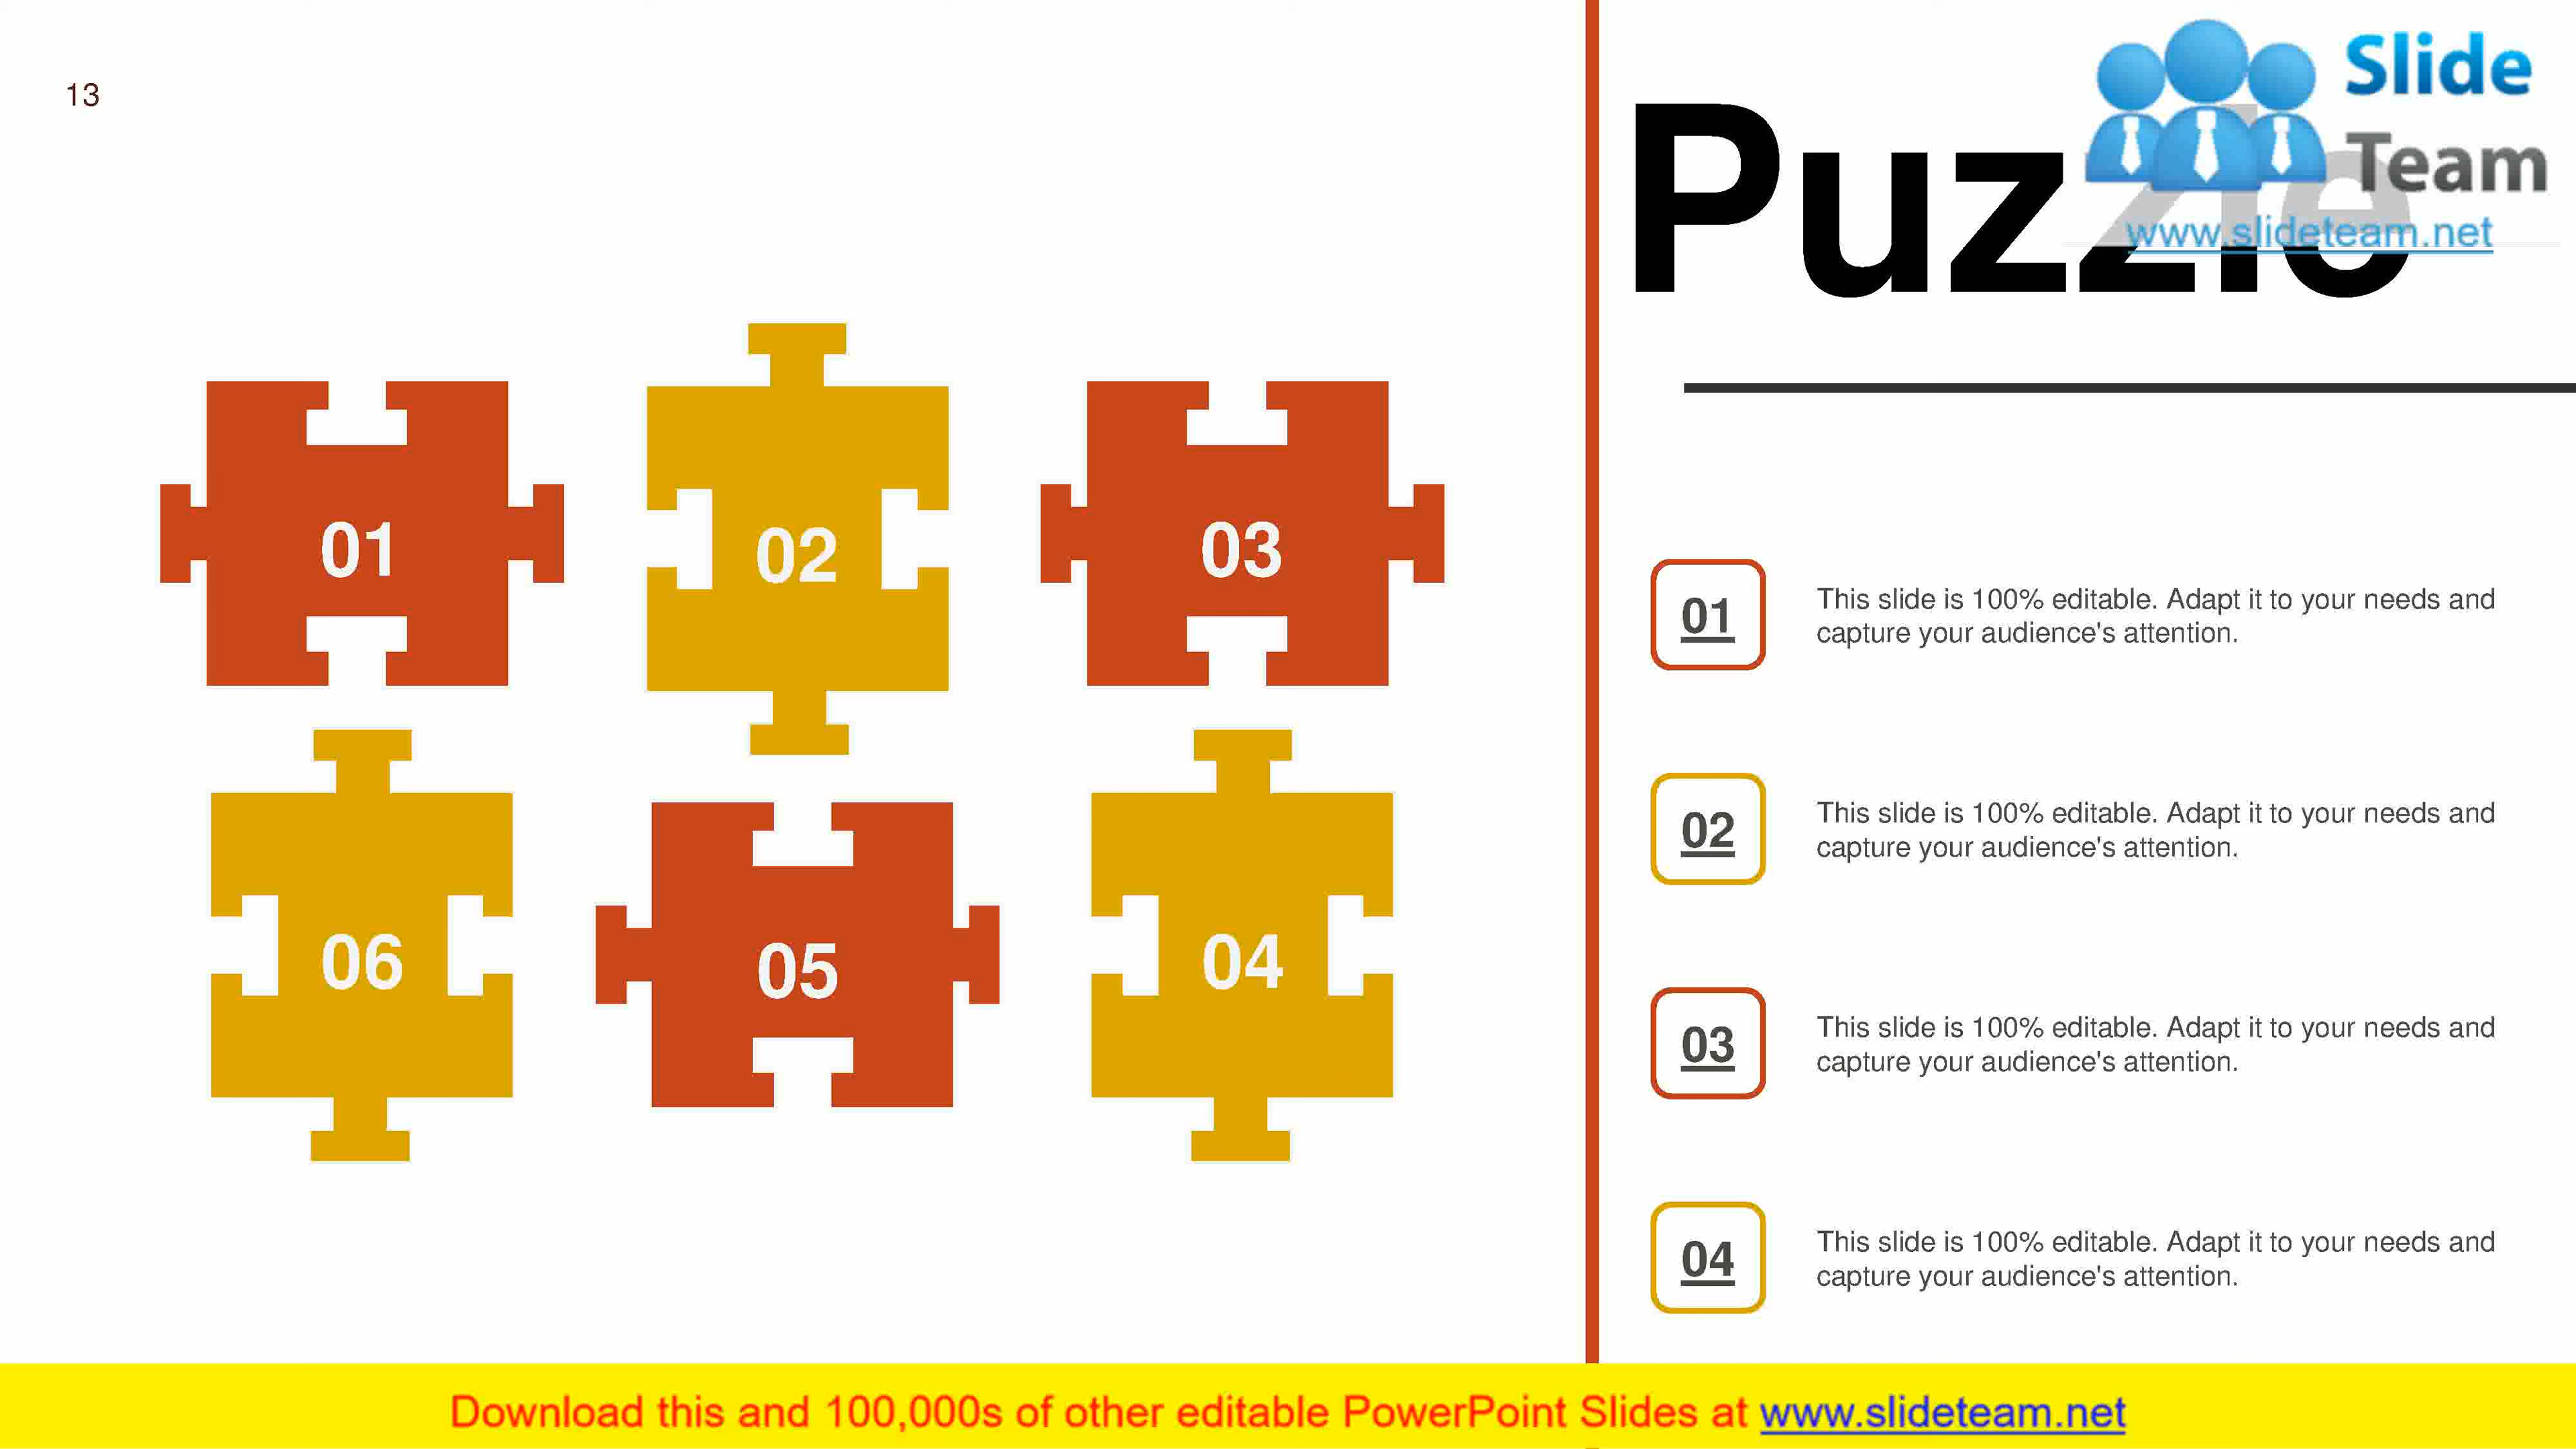 13
Puzzle
Slide
Team
www.slideteam.net
01
02
03
06
05
04
01
This slide is 100% editable. Adapt it to your needs and
capture your audience's attention.
02
This slide is 100% editable. Adapt it to your needs and
capture your audience's attention.
03
This slide is 100% editable. Adapt it to your needs and
capture your audience's attention.
04
This slide is 100% editable. Adapt it to your needs and
capture your audience's attention.
Download this and 100,000s of other editable PowerPoint Slides at www.slideteam.net